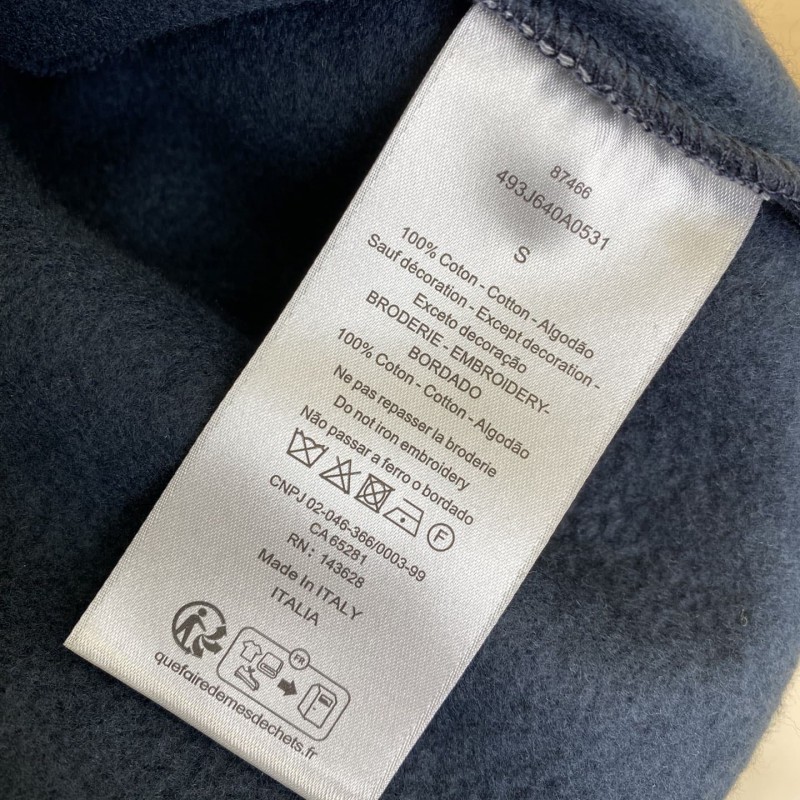 87466
493J640A0531
S
100% Coton - Cotton - Algodão
Sauf décoration - Except decoration -
Exceto decoração
BRODERIE - EMBROIDERY-
BORDADO
100% Coton - Cotton - Algodão
Ne pas repasser la broderie
Do not iron embroidery
Não passar a ferro o bordado
F
CNPJ 02-046-366/0003-99
CA 65281
RN: 143628
Made In ITALY
ITALIA
FR
quefairedemesdechets.fr